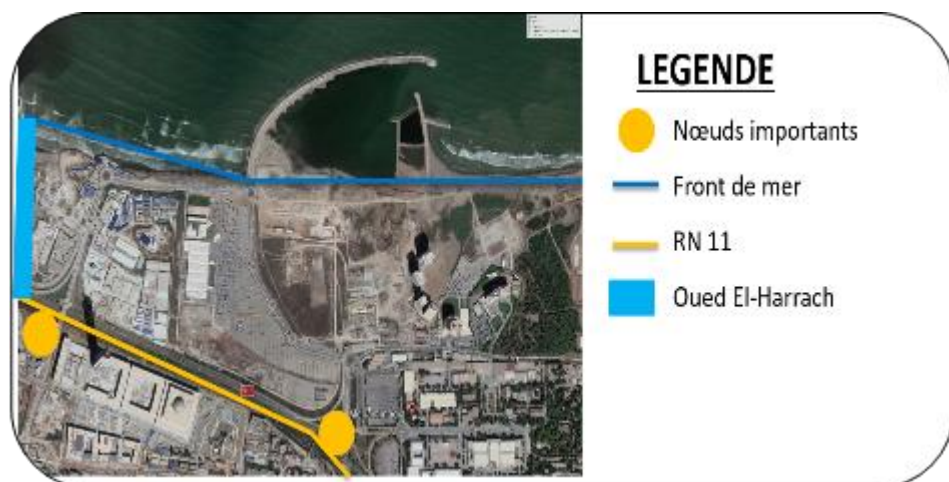 LEGENDE
Nœuds importants
Front de mer
RN 11
Oued El-Harrach